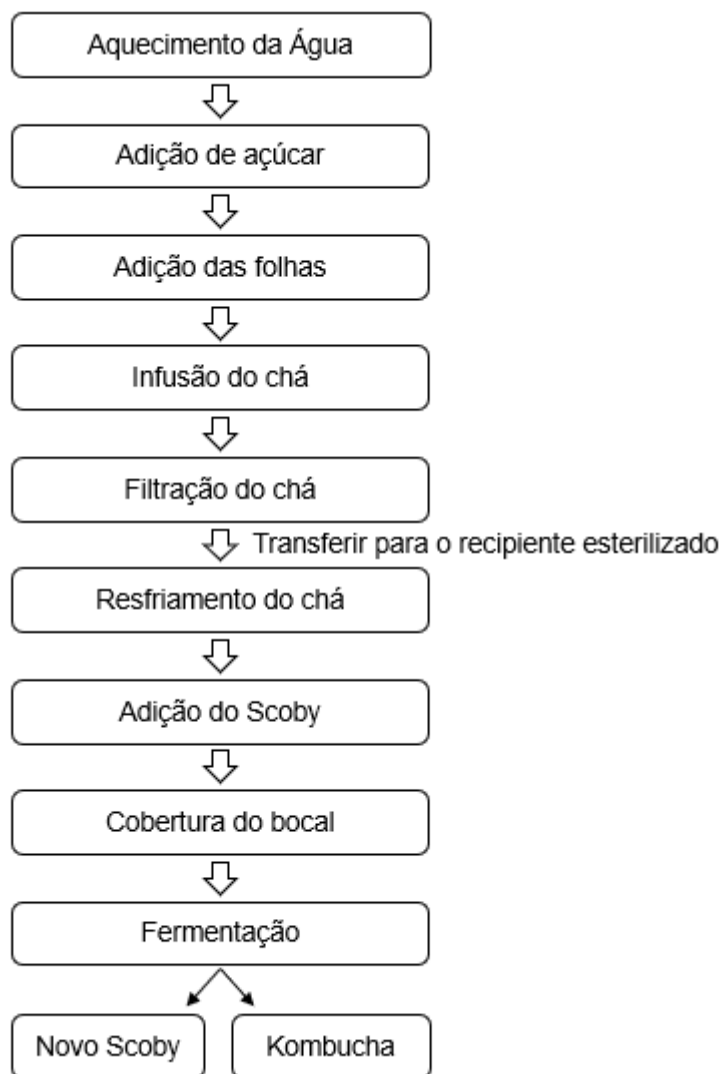 Aquecimento da Água
Adição de açúcar
Adição das folhas
Infusão do chá
Filtração do chá
Transferir para o recipiente esterilizado
Resfriamento do chá
Adição do Scoby
Cobertura do bocal
Fermentação
Novo Scoby
Kombucha